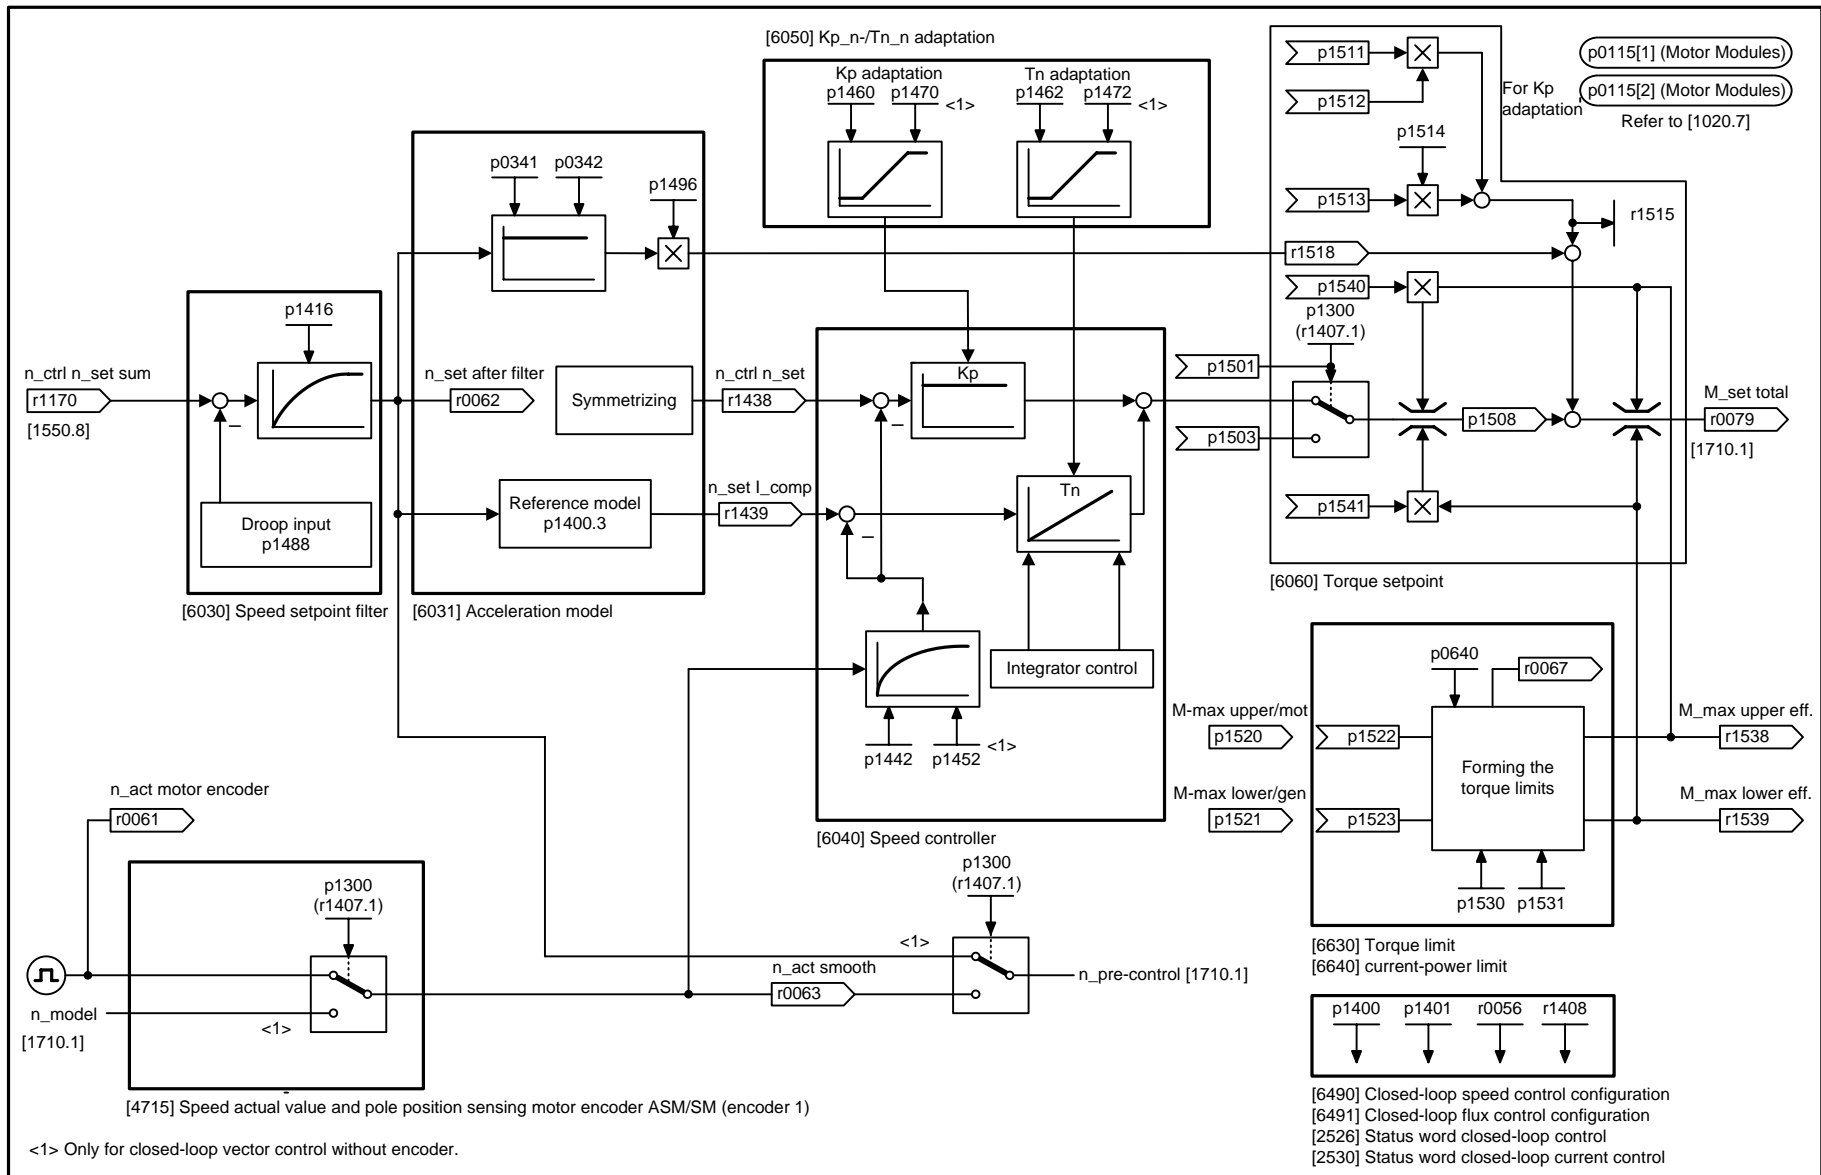 [6050] Kp_n-/Tn_n adaptation
Kp adaptation
p1460
p1470
<1>
Tn adaptation
p1462
p1472
<1>
p1511
p1512
For Kp
adaptation
p0115[1] (Motor Modules)
p0115[2] (Motor Modules)
Refer to [1020.7]
p1514
p1513
r1515
r1518
p1540
p1300
(r1407.1)
p1501
p1503
p1508
p1541
M_set total
r0079
[1710.1]
[6060] Torque setpoint
p0341
p0342
p1496
p1416
n_ctrl n_set sum
r1170
[1550.8]
–
Droop input
p1488
[6030] Speed setpoint filter
n_set after filter
r0062
Symmetrizing
Reference model
p1400.3
[6031] Acceleration model
n_ctrl n_set
r1438
n_set I_comp
r1439
Kp
–
Tn
–
Integrator control
p1442
p1452
<1>
[6040] Speed controller
p0640
r0067
M-max upper/mot
p1520
p1522
M-max lower/gen
p1521
p1523
Forming the
torque limits
p1530
p1531
M_max upper eff.
r1538
M_max lower eff.
r1539
[6630] Torque limit
[6640] current-power limit
n_act motor encoder
r0061
p1300
(r1407.1)
n_model
[1710.1]
<1>
n_act smooth
r0063
p1300
(r1407.1)
<1>
n_pre-control [1710.1]
[4715] Speed actual value and pole position sensing motor encoder ASM/SM (encoder 1)
p1400
p1401
r0056
r1408
[6490] Closed-loop speed control configuration
[6491] Closed-loop flux control configuration
[2526] Status word closed-loop control
[2530] Status word closed-loop current control
<1> Only for closed-loop vector control without encoder.